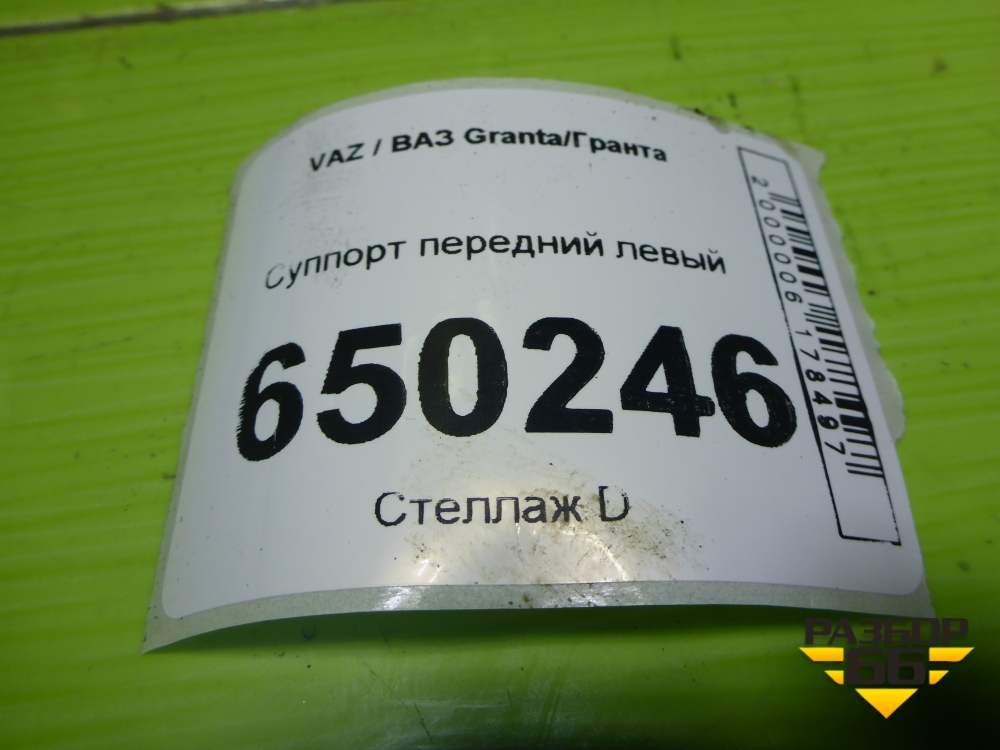 VAZ / ВАЗ Granta/Гранта
Суппорт передний левый
650246
Стеллаж D
2000006178497
РАЗБОР
66